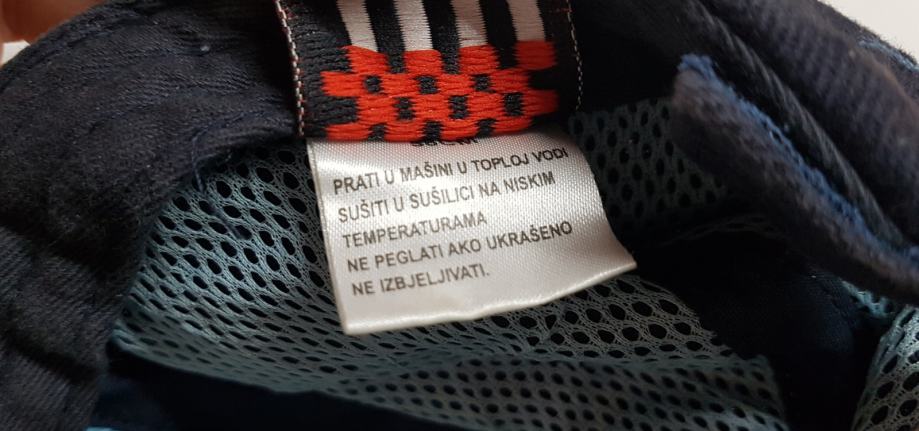 PRATI U MAŠINI U TOPLOJ VODI
SUŠITI U SUŠILICI NA NISKIM
TEMPERATURAMA
NE PEGLATI AKO UKRAŠENO
NE IZBJELJIVATI.